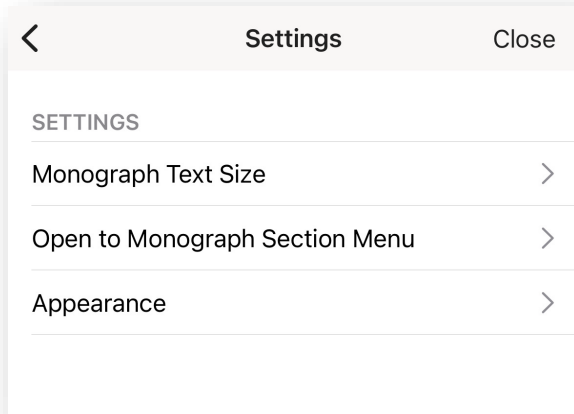 Settings Close
SETTINGS
Monograph Text Size
Open to Monograph Section Menu
Appearance